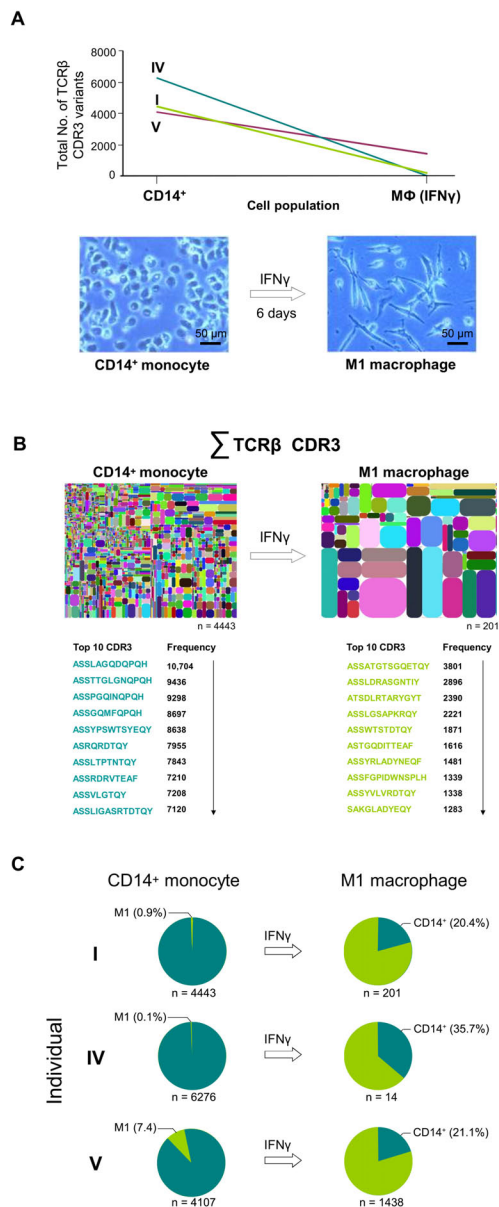 A
Total No. of TCRβ
CDR3 variants
8000
6000
4000
2000
0
IV
I
V
CD14+
MΦ (IFNγ)
Cell population
50 µm
IFNγ
6 days
50 µm
CD14+ monocyte
M1 macrophage
B
∑ TCRβ CDR3
CD14+ monocyte
M1 macrophage
IFNγ
n = 4443
n = 201
Top 10 CDR3 Frequency
ASSLAGQDPQH 10,704
ASSTTGLGNQPQH 9436
ASSPGQINQPQH 9298
ASSGQMFQPQH 8697
ASSYPSWTSYEQY 8638
ASRQRDTQY 7955
ASSLTPTNTQY 7843
ASSRDRVTEAF 7210
ASSVLGTQY 7208
ASSLIGASRTDTQY 7120
Top 10 CDR3 Frequency
ASSATGTSGQETQY 3801
ASSLDRASGNTIY 2896
ATSDLRTARYGYT 2390
ASSLGSAPKRQY 2221
ASSWTSTDTQY 1871
ASTGQDITTEAF 1616
ASSYRLADYNEQF 1481
ASSFGPIDWNSPLH 1339
ASSYVLVRDTQY 1338
SAKGLADYEQY 1283
C
CD14+ monocyte
M1 macrophage
Individual
I
M1 (0.9%)
n = 4443
IFNγ
CD14+ (20.4%)
n = 201
IV
M1 (0.1%)
n = 6276
IFNγ
CD14+ (35.7%)
n = 14
V
M1 (7.4)
n = 4107
IFNγ
CD14+ (21.1%)
n = 1438